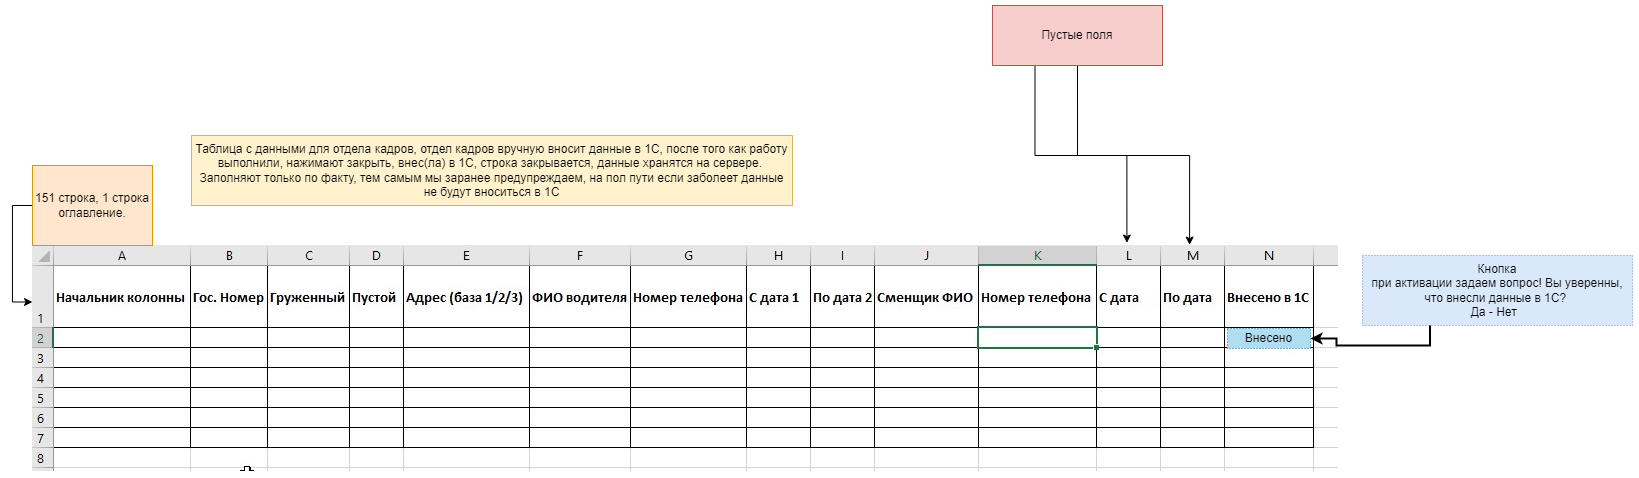 Пустые поля
Таблица с данными для отдела кадров, отдел кадров вручную вносит данные в 1С, после того как работу
выполнили, нажимают закрыть, внес(ла) в 1С, строка закрывается, данные хранятся на сервере.
Заполняют только по факту, тем самым мы заранее предупреждаем, на пол пути если заболеет данные
не будут вноситься в 1С
151 строка, 1 строка
оглавление.
A B C D E F G H I J K L M N
1 Начальник колонны Гос. Номер Груженный Пустой Адрес (база 1/2/3) ФИО водителя Номер телефона С дата 1 По дата 2 Сменщик ФИО Номер телефона С дата По дата Внесено в 1С
Кнопка
при активации задаем вопрос! Вы уверенны,
что внесли данные в 1С?
Да - Нет
2 Внесено
3
4
5
6
7
8